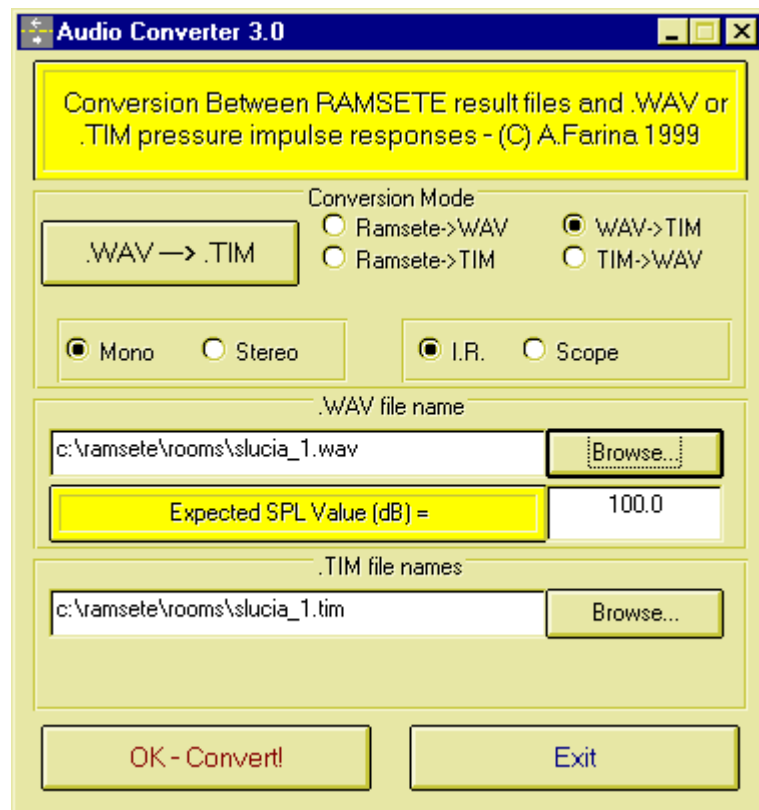 Audio Converter 3.0
Conversion Between RAMSETE result files and .WAV or
.TIM pressure impulse responses - (C) A.Farina 1999
Conversion Mode
.WAV —> .TIM
Ramsete->WAV
WAV->TIM
Ramsete->TIM
TIM->WAV
Mono
Stereo
I.R.
Scope
.WAV file name
c:\ramsete\rooms\slucia_1.wav
Browse...
Expected SPL Value (dB) =
100.0
.TIM file names
c:\ramsete\rooms\slucia_1.tim
Browse...
OK - Convert!
Exit